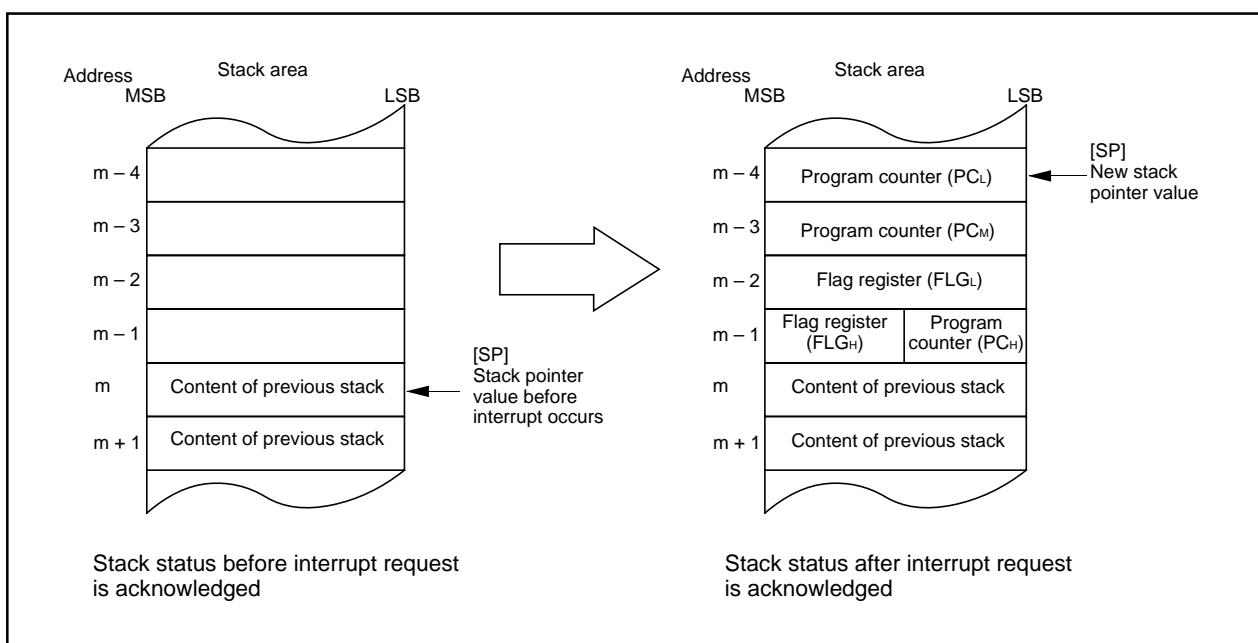 Stack area
Address
MSB
LSB
m – 4
m – 3
m – 2
m – 1
m
Content of previous stack
m + 1
Content of previous stack
[SP]
Stack pointer
value before
interrupt occurs
Stack status before interrupt request
is acknowledged
Stack area
Address
MSB
LSB
m – 4
Program counter (PCL)
[SP]
New stack
pointer value
m – 3
Program counter (PCM)
m – 2
Flag register (FLGL)
m – 1
Flag register
(FLGH)
Program
counter (PCH)
m
Content of previous stack
m + 1
Content of previous stack
Stack status after interrupt request
is acknowledged